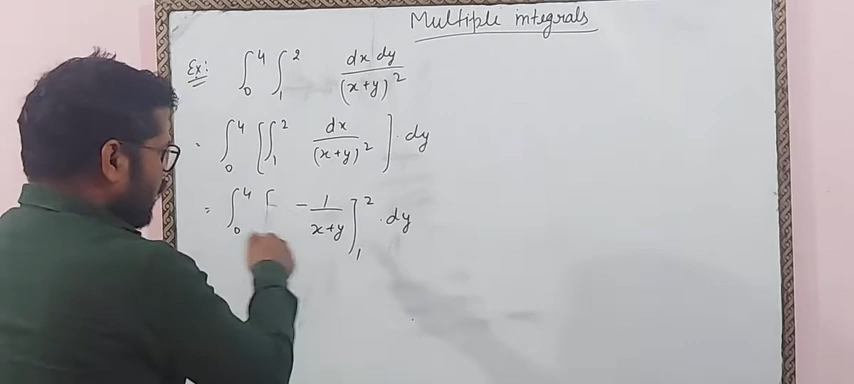 Multiple integrals
Ex: ∫₀⁴ ∫₁² dx dy / (x+y)²
= ∫₀⁴ [∫₁² dx / (x+y)²] . dy
= ∫₀⁴ [ - 1 / (x+y) ]₁² . dy